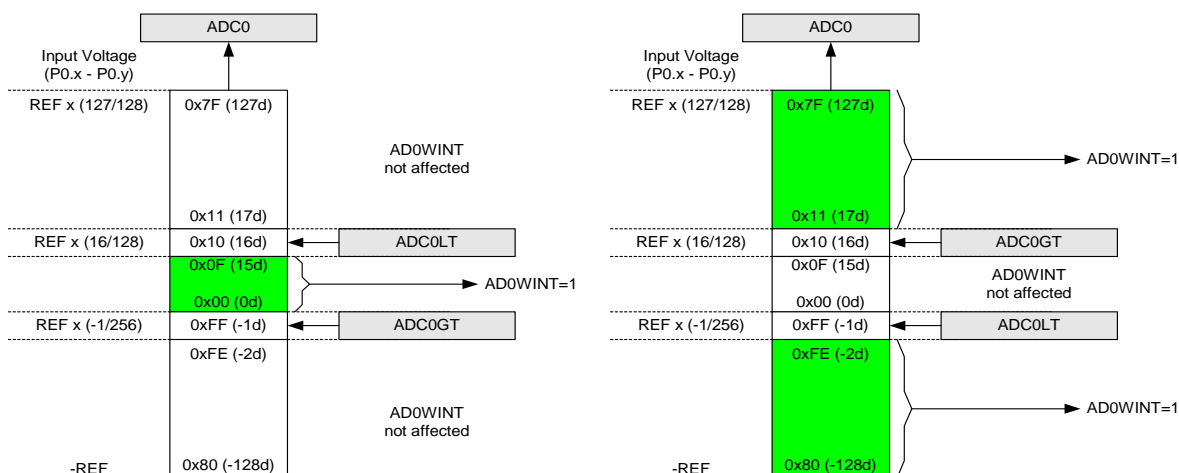 ADC0
Input Voltage
(P0.x - P0.y)
REF x (127/128)
0x7F (127d)
AD0WINT
not affected
0x11 (17d)
REF x (16/128)
0x10 (16d)
ADC0LT
0x0F (15d)
AD0WINT=1
0x00 (0d)
REF x (-1/256)
0xFF (-1d)
ADC0GT
0xFE (-2d)
AD0WINT
not affected
-REF
0x80 (-128d)
ADC0
Input Voltage
(P0.x - P0.y)
REF x (127/128)
0x7F (127d)
AD0WINT=1
0x11 (17d)
REF x (16/128)
0x10 (16d)
ADC0GT
0x0F (15d)
AD0WINT
not affected
0x00 (0d)
REF x (-1/256)
0xFF (-1d)
ADC0LT
0xFE (-2d)
AD0WINT=1
-REF
0x80 (-128d)